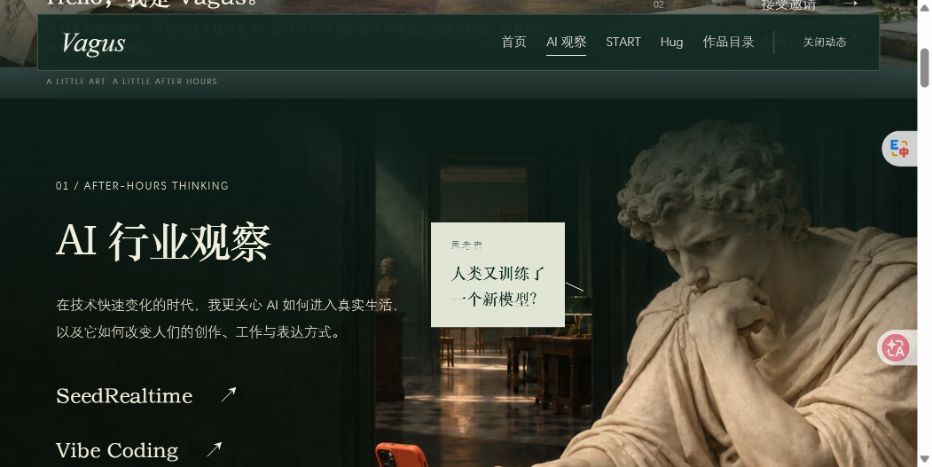 Hello, 我是 Vagus。
02
接受邀请
Vagus
首页
AI 观察
START
Hug
作品目录
关闭动态
A LITTLE ART. A LITTLE AFTER HOURS
01 / AFTER-HOURS THINKING
AI 行业观察
在技术快速变化的时代，我更关心 AI 如何进入真实生活，
以及它如何改变人们的创作、工作与表达方式。
思考者
人类又训练了
一个新模型？
SeedRealtime
Vibe Coding